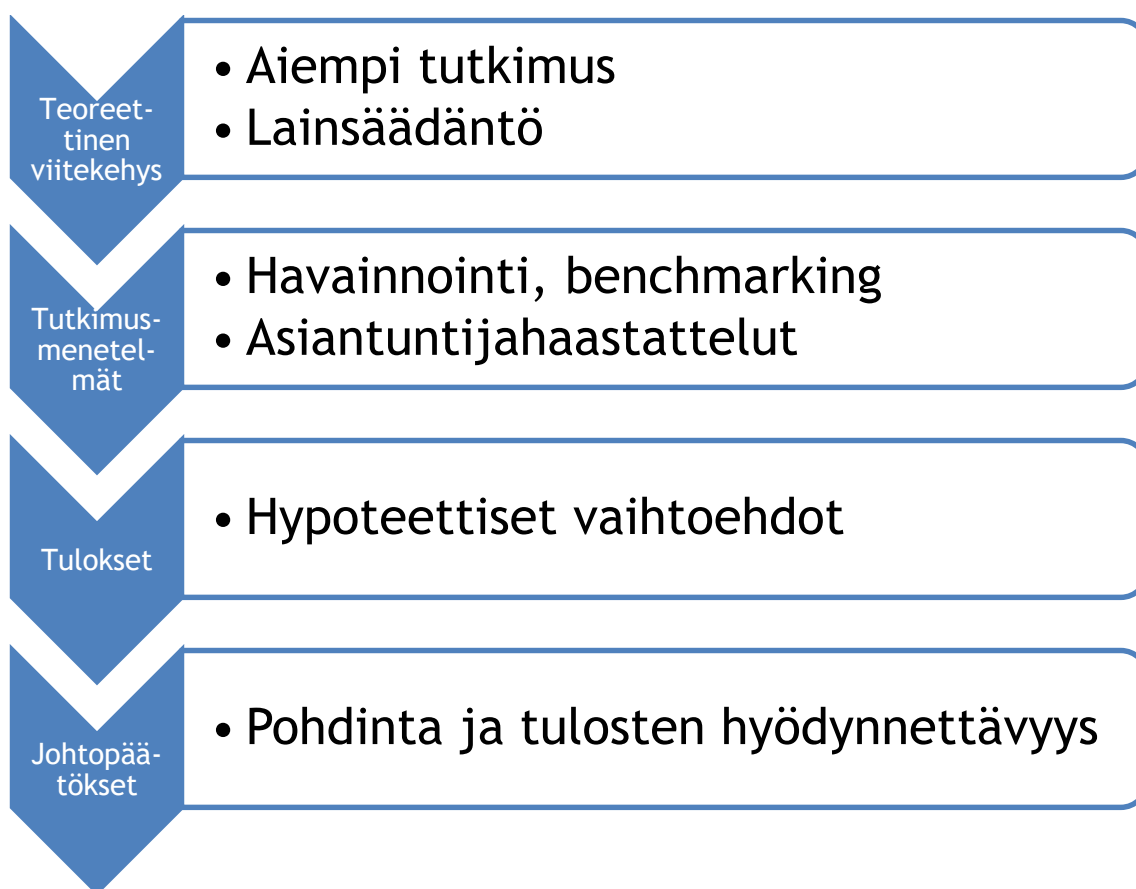 Teoreet-
tinen
viitekehys
• Aiempi tutkimus
• Lainsäädäntö
Tutkimus-
menetel-
mät
• Havainnointi, benchmarking
• Asiantuntijahaastattelut
Tulokset
• Hypoteettiset vaihtoehdot
Johtopää-
tökset
• Pohdinta ja tulosten hyödynnettävyys